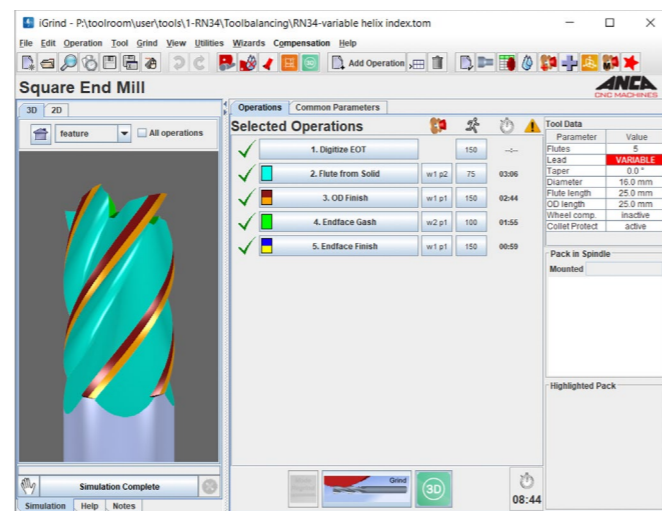 iGrind - P:\toolroom\user\tools\1-RN34\Toolbalancing\RN34-variable helix index.tom
File Edit Operation Tool Grind View Utilities Wizards Compensation Help
Add Operation
Square End Mill
ANCA
CNC MACHINES
3D 2D
feature
All operations
Operations Common Parameters
Selected Operations
1. Digitize EOT 150 --:--
2. Flute from Solid w1 p2 75 03:06
3. OD Finish w1 p1 150 02:44
4. Endface Gash w2 p1 100 01:55
5. Endface Finish w1 p1 150 00:59
Tool Data
Parameter Value
Flutes 5
Lead VARIABLE
Taper 0.0 °
Diameter 16.0 mm
Flute length 25.0 mm
OD length 25.0 mm
Wheel comp. inactive
Collet Protect active
Pack in Spindle
Mounted
Highlighted Pack
Simulation Complete
Grind
3D
08:44
Simulation Help Notes